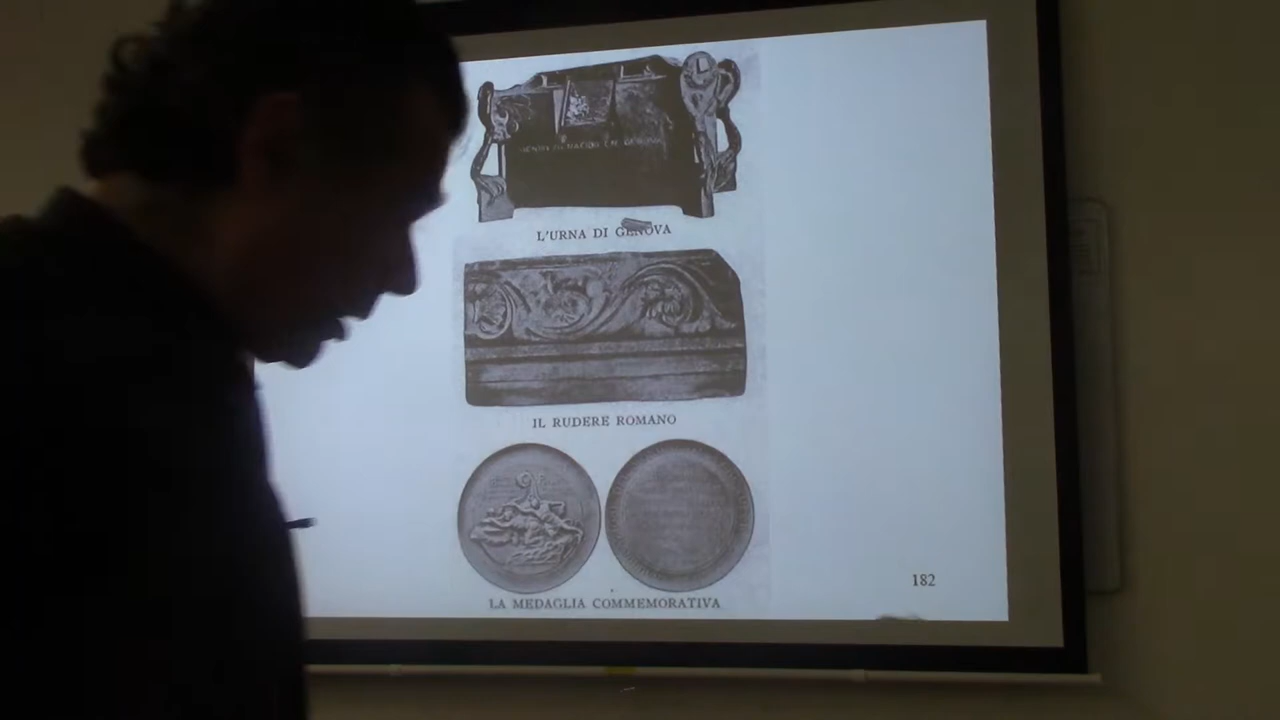 L'URNA DI GENOVA
IL RUDERE ROMANO
LA MEDAGLIA COMMEMORATIVA
182